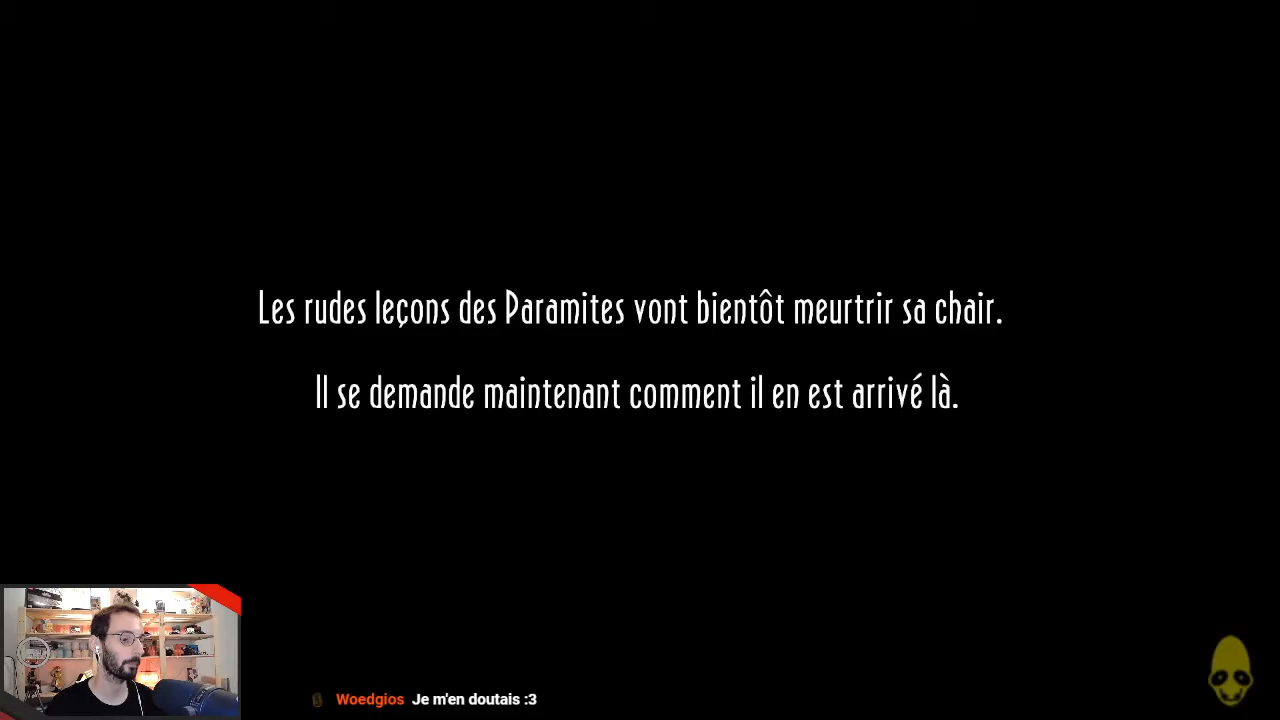 Les rudes leçons des Paramites vont bientôt meurtrir sa chair.
Il se demande maintenant comment il en est arrivé là.
Woedgios Je m'en doutais :3